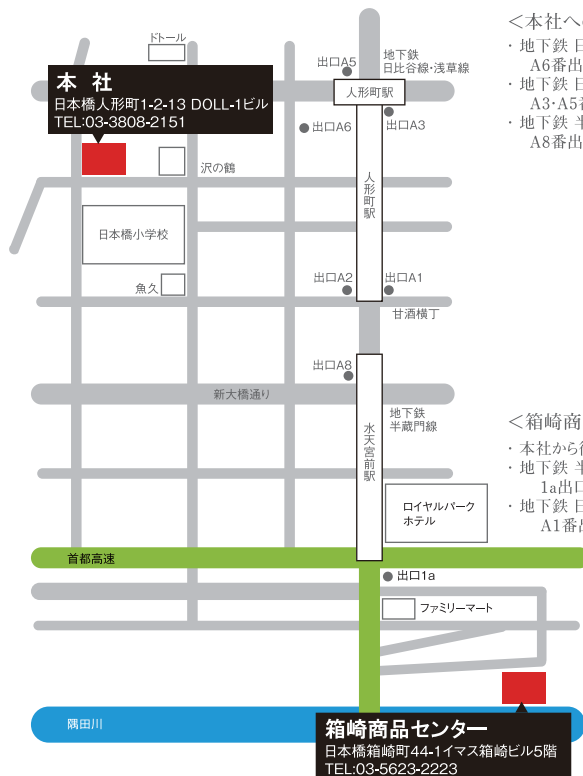 ドトール
出口A5
地下鉄
日比谷線・浅草線
本 社
日本橋人形町1-2-13 DOLL-1ビル
TEL:03-3808-2151
人形町駅
出口A6
出口A3
沢の鶴
人形町駅
日本橋小学校
魚久
出口A2
出口A1
甘酒横丁
出口A8
新大橋通り
地下鉄
半蔵門線
水天宮前駅
ロイヤルパーク
ホテル
首都高速
出口1a
ファミリーマート
隅田川
箱崎商品センター
日本橋箱崎町44-1イマス箱崎ビル5階
TEL:03-5623-2223
＜本社へ
・地下鉄 日
A6番出
・地下鉄 日
A3・A5番
・地下鉄 半
A8番出
＜箱崎商
・本社から徒
・地下鉄 半
1a出口
・地下鉄 日
A1番出